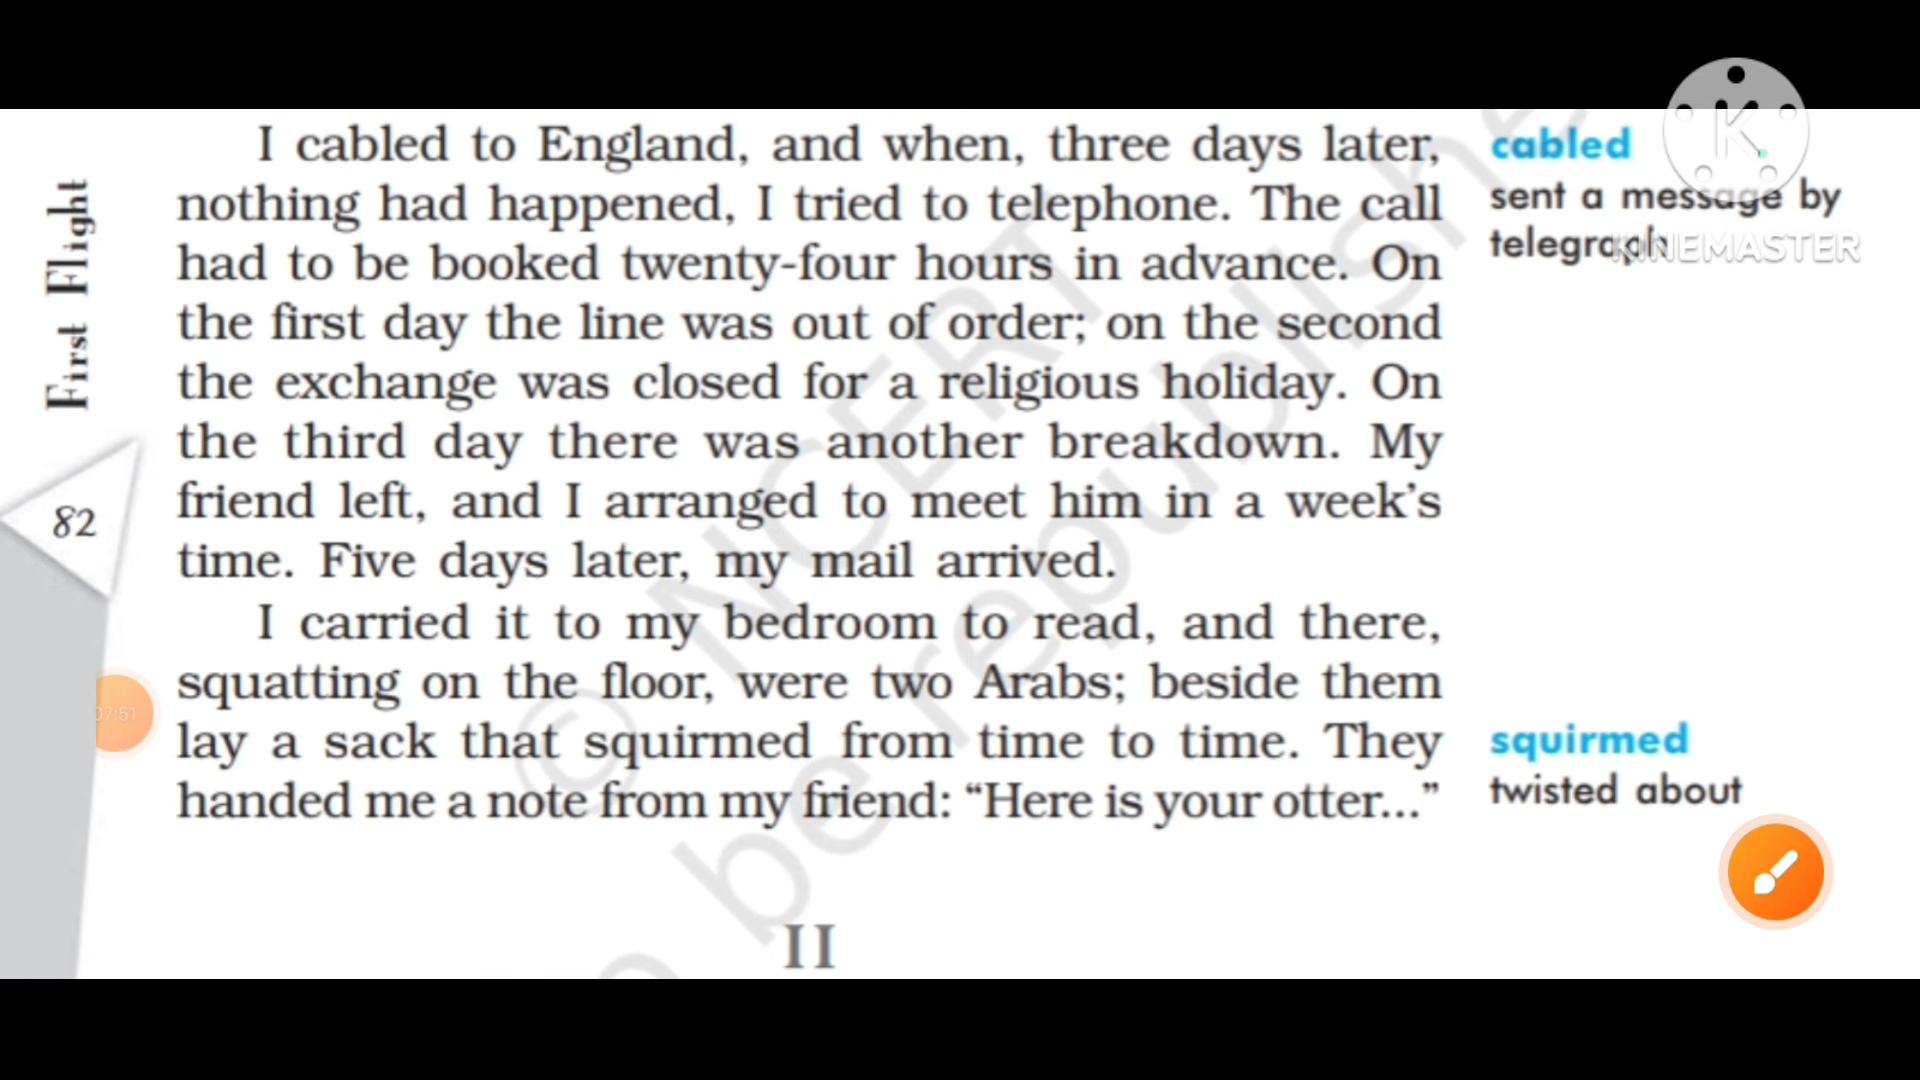 I cabled to England, and when, three days later,
nothing had happened, I tried to telephone. The call
had to be booked twenty-four hours in advance. On
the first day the line was out of order; on the second
the exchange was closed for a religious holiday. On
the third day there was another breakdown. My
friend left, and I arranged to meet him in a week's
time. Five days later, my mail arrived.
I carried it to my bedroom to read, and there,
squatting on the floor, were two Arabs; beside them
lay a sack that squirmed from time to time. They
handed me a note from my friend: “Here is your otter...”
II
cabled
sent a message by
telegraph
squirmed
twisted about
First Flight
82
K
KINEMASTER
07:51
© NCERT
be republishe